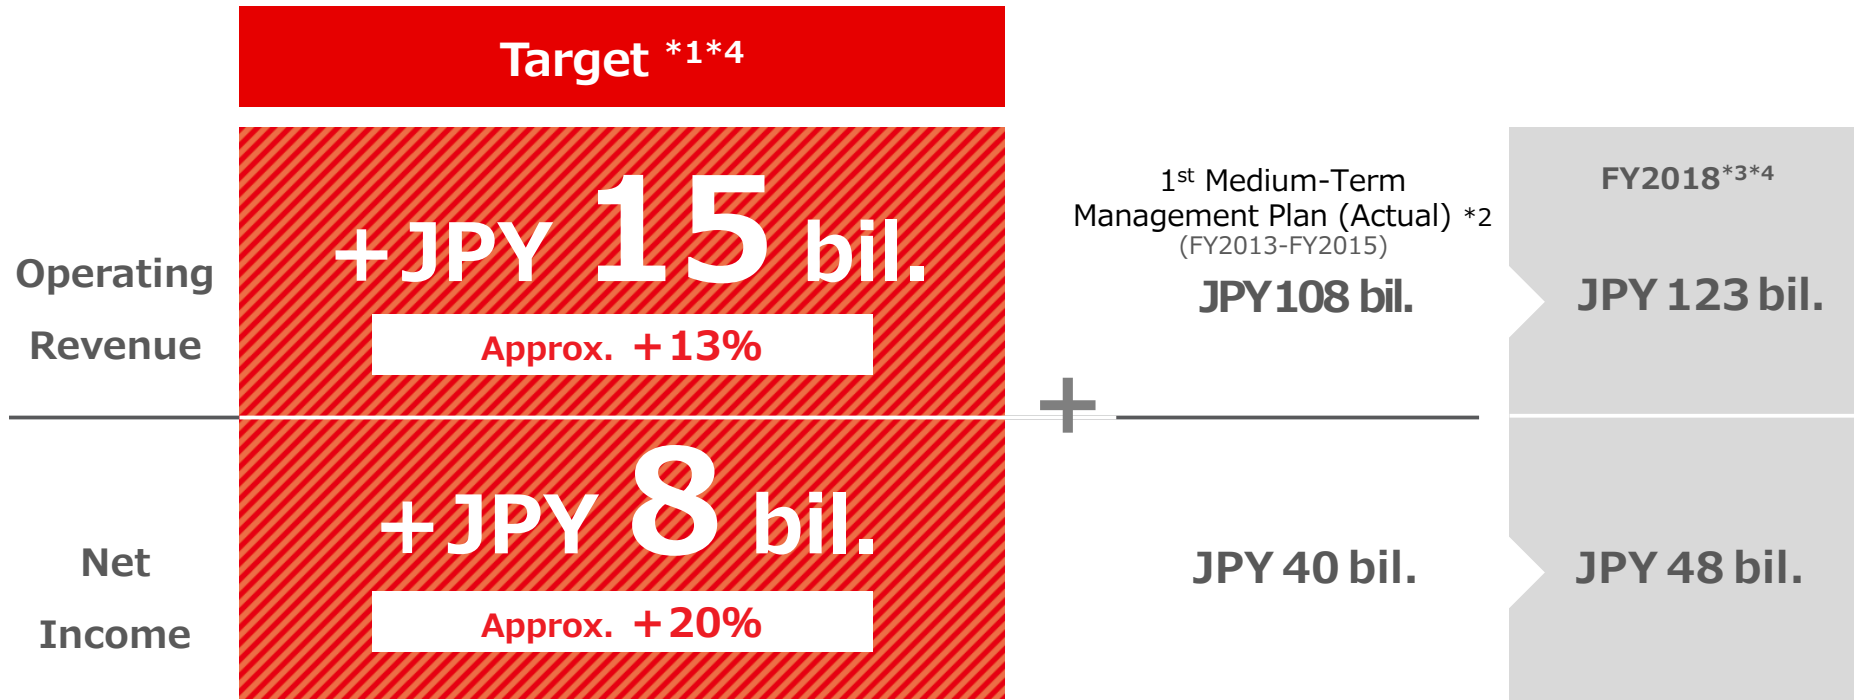 Target *1*4
Operating
Revenue
+JPY 15 bil.
Approx. +13%
1st Medium-Term
Management Plan (Actual) *2
(FY2013-FY2015)
JPY 108 bil.
FY2018*3*4
JPY 123 bil.
+
Net
Income
+JPY 8 bil.
Approx. +20%
JPY 40 bil.
JPY 48 bil.